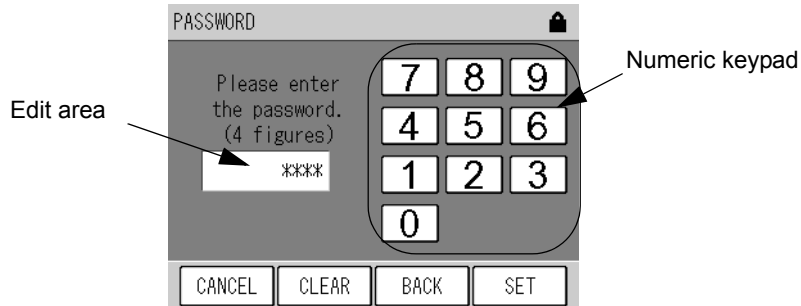 PASSWORD
Numeric keypad
7 8 9
Please enter
the password.
(4 figures)
Edit area
4 5 6
****
1 2 3
0
CANCEL CLEAR BACK SET